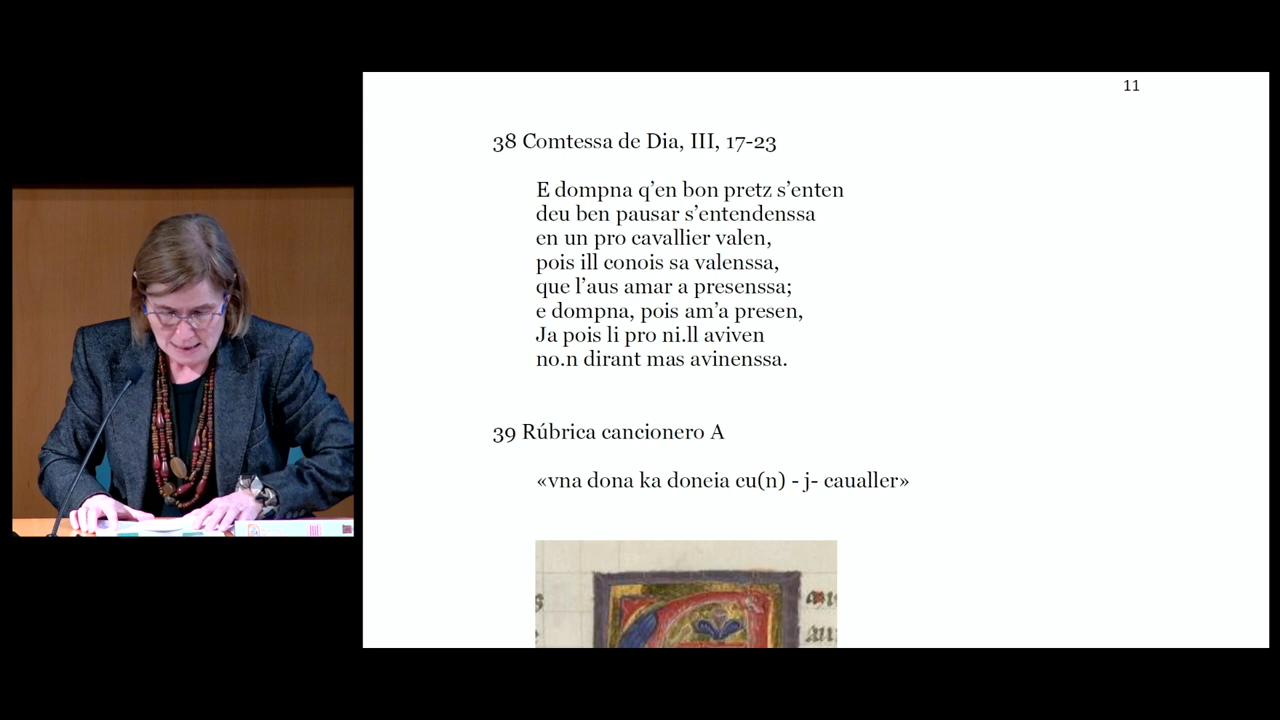 11
38 Comtessa de Dia, III, 17-23
E dompna q’en bon pretz s’enten
deu ben pausar s’entendenssa
en un pro cavallier valen,
pois ill conois sa valenssa,
que l’aus amar a presenssa;
e dompna, pois am’a presen,
Ja pois li pro ni.ll aviven
no.n dirant mas avinenssa.
39 Rúbrica cancionero A
«vna dona ka doneia cu(n) - j- caualler»